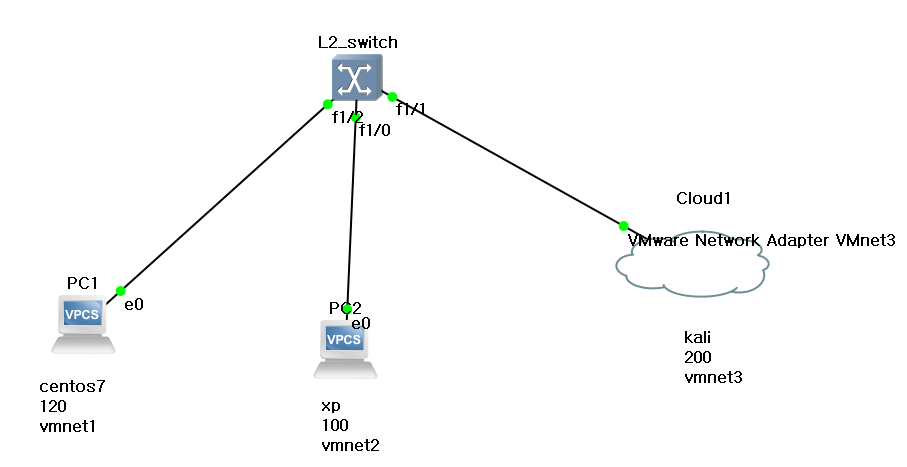 L2_switch
f1/1
f1/2
f1/0
Cloud1
VMware Network Adapter VMnet3
PC1
e0
VPCS
PC2
e0
VPCS
kali
200
vmnet3
centos7
120
vmnet1
xp
100
vmnet2